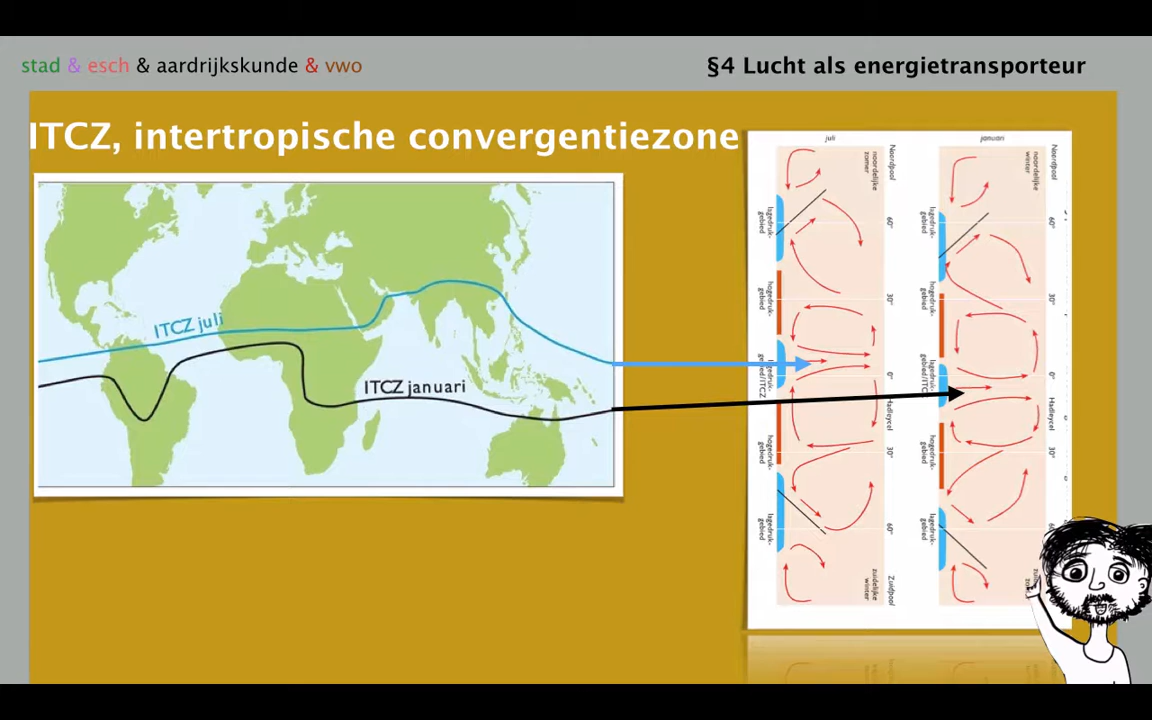 stad & esch & aardrijkskunde & vwo
§4 Lucht als energietransporteur
ITCZ, intertropische convergentiezone
ITCZ juli
ITCZ januari
juli
Noordpool
noordelijke
zomer
60°
lagedruk-
gebied
30°
hogedruk-
gebied
0°
lagedruk-
gebied/ITCZ
Hadleycel
30°
hogedruk-
gebied
60°
lagedruk-
gebied
Zuidpool
zuidelijke
winter
januari
Noordpool
noordelijke
winter
60°
lagedruk-
gebied
30°
hogedruk-
gebied
0°
lagedruk-
gebied/ITCZ
Hadleycel
30°
hogedruk-
gebied
lagedruk-
gebied